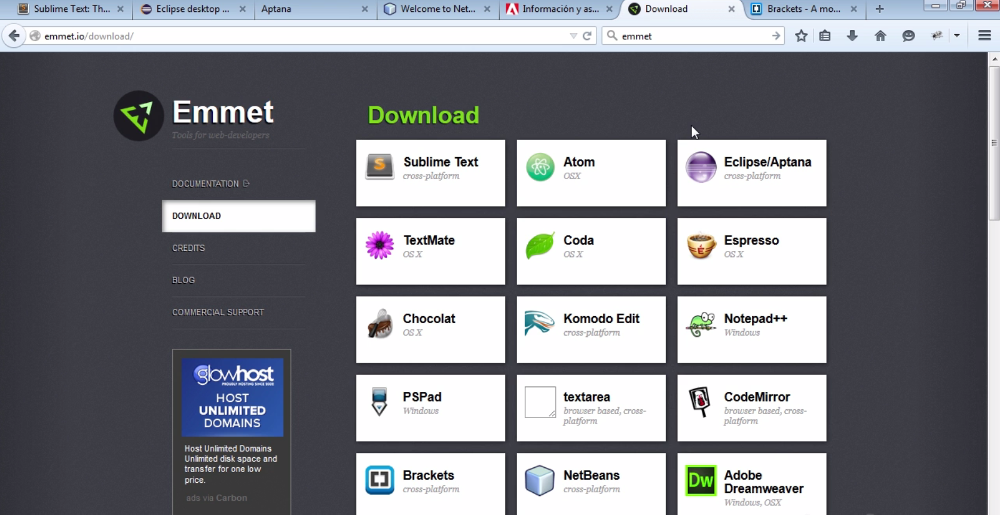 Sublime Text: Th...
Eclipse desktop ...
Aptana
Welcome to Net...
Información y as...
Download
Brackets - A mo...
emmet.io/download/
emmet
Emmet
Tools for web-developers
DOCUMENTATION
DOWNLOAD
CREDITS
BLOG
COMMERCIAL SUPPORT
glowhost
PROUDLY HOSTING SINCE 2002
HOST
UNLIMITED
DOMAINS
Host Unlimited Domains
Unlimited disk space and
transfer for one low
price.
ads via Carbon
Download
Sublime Text
cross-platform
Atom
OSX
Eclipse/Aptana
cross-platform
TextMate
OS X
Coda
OS X
Espresso
OS X
Chocolat
OS X
Komodo Edit
cross-platform
Notepad++
Windows
PSPad
Windows
textarea
browser based, cross-
platform
CodeMirror
browser based, cross-
platform
Brackets
cross-platform
NetBeans
cross-platform
Dw
Adobe
Dreamweaver
Windows, OSX